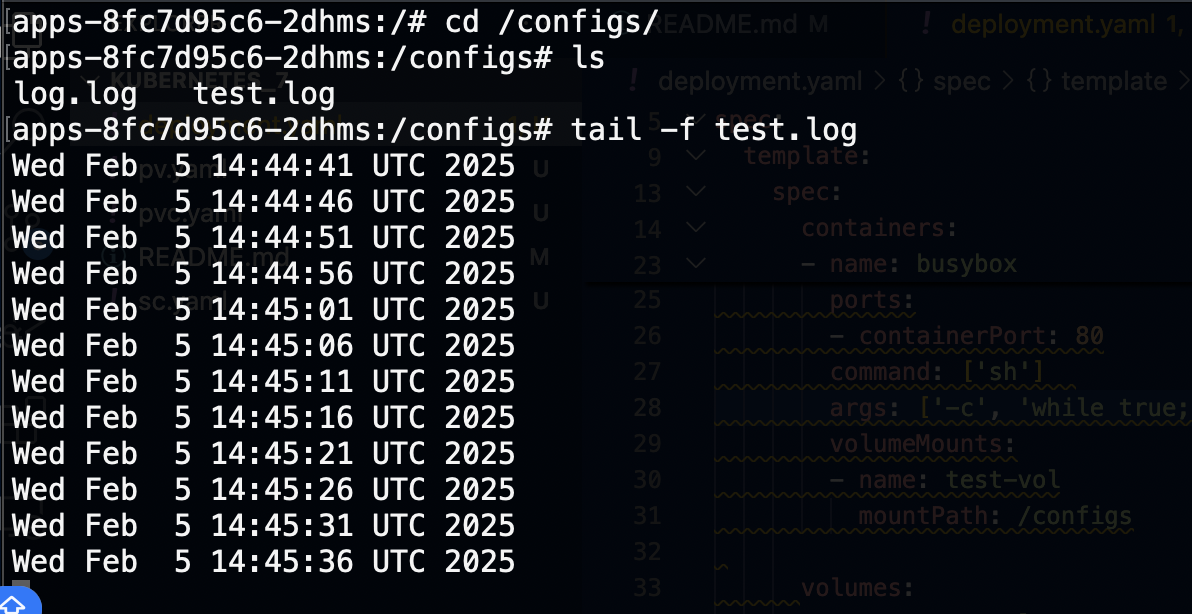 [apps-8fc7d95c6-2dhms:/# cd /configs/
[apps-8fc7d95c6-2dhms:/configs# ls
log.log   test.log
[apps-8fc7d95c6-2dhms:/configs# tail -f test.log
Wed Feb  5 14:44:41 UTC 2025
Wed Feb  5 14:44:46 UTC 2025
Wed Feb  5 14:44:51 UTC 2025
Wed Feb  5 14:44:56 UTC 2025
Wed Feb  5 14:45:01 UTC 2025
Wed Feb  5 14:45:06 UTC 2025
Wed Feb  5 14:45:11 UTC 2025
Wed Feb  5 14:45:16 UTC 2025
Wed Feb  5 14:45:21 UTC 2025
Wed Feb  5 14:45:26 UTC 2025
Wed Feb  5 14:45:31 UTC 2025
Wed Feb  5 14:45:36 UTC 2025
KUBERNETES_7
pv.yaml U
pvc.yaml U
README.md M
sc.yaml U
README.md M ! deployment.yaml 1,
! deployment.yaml > {} spec > {} template >
5 spec:
9 template:
13 spec:
14 containers:
23 - name: busybox
25 ports:
26 - containerPort: 80
27 command: ['sh']
28 args: ['-c', 'while true;
29 volumeMounts:
30 - name: test-vol
31 mountPath: /configs
32
33 volumes: